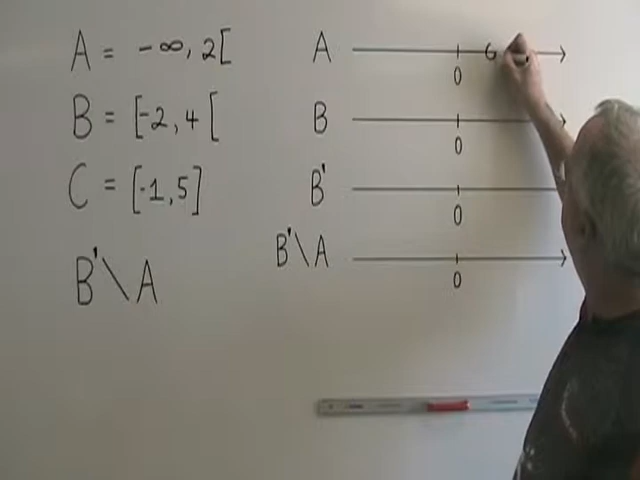 A = -∞, 2[
B = [-2, 4[
C = [-1, 5]
B'\A
A
0
B
0
B'
0
B'\A
0